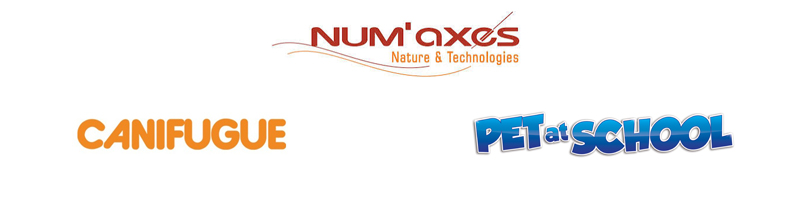 NUM'axes
Nature & Technologies
CANIFUGUE
PET at SCHOOL